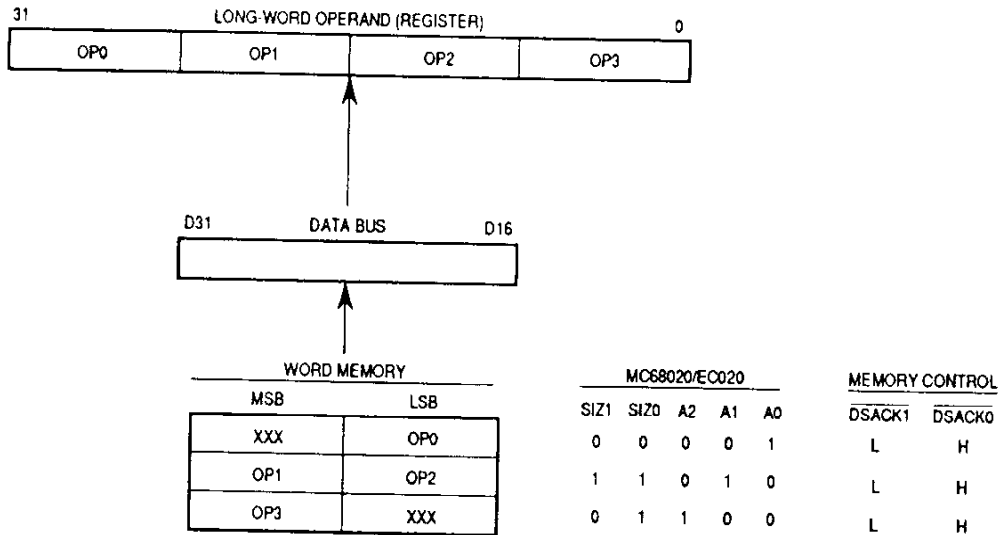 31 LONG-WORD OPERAND (REGISTER) 0
OP0 OP1 OP2 OP3
D31 DATA BUS D16
WORD MEMORY MC68020/EC020 MEMORY CONTROL
MSB LSB SIZ1 SIZ0 A2 A1 A0 DSACK1 DSACK0
XXX OP0 0 0 0 0 1 L H
OP1 OP2 1 1 0 1 0 L H
OP3 XXX 0 1 1 0 0 L H